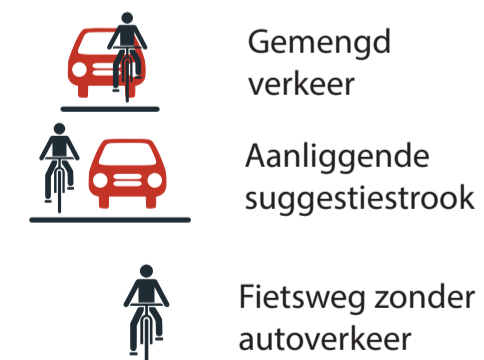 Gemengd
verkeer
Aanliggende
suggestiestrook
Fietsweg zonder
autoverkeer